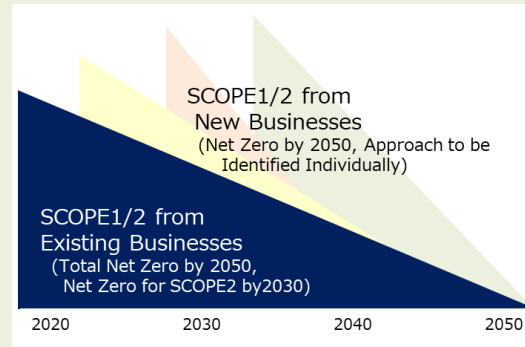 SCOPE1/2 from
New Businesses
(Net Zero by 2050, Approach to be
Identified Individually)
SCOPE1/2 from
Existing Businesses
(Total Net Zero by 2050,
Net Zero for SCOPE2 by2030)
2020 2030 2040 2050